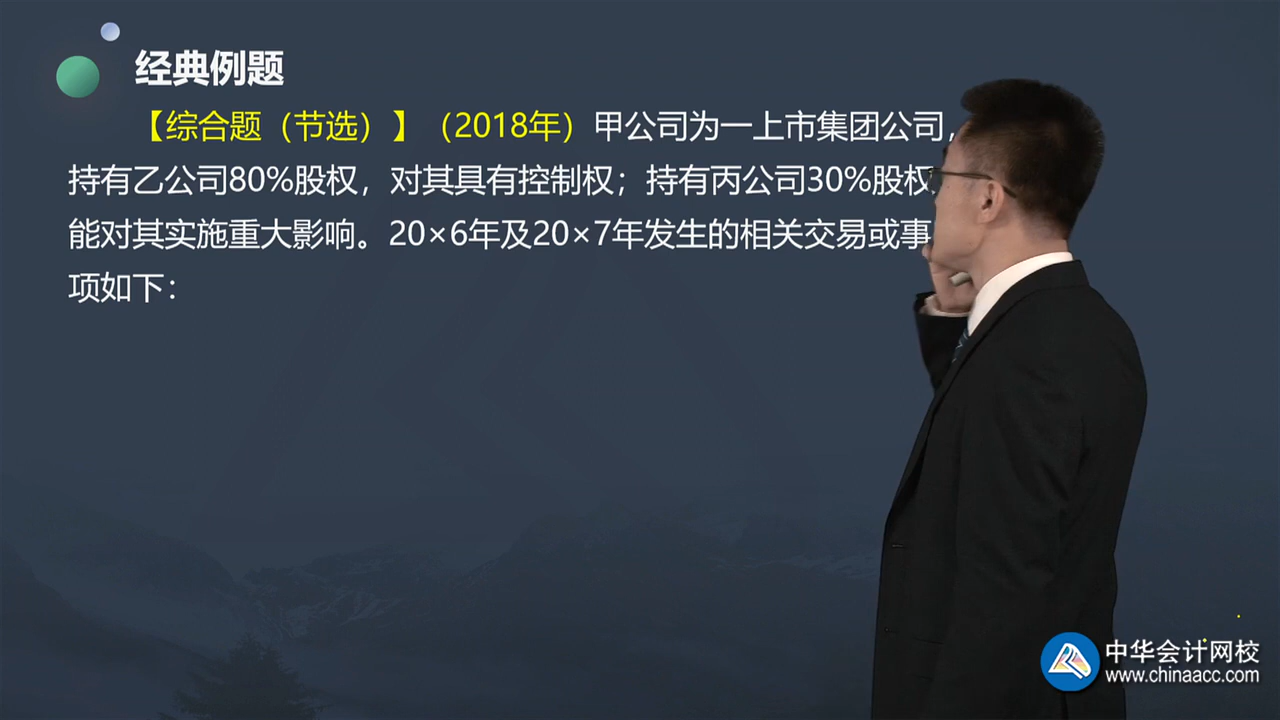 经典例题
【综合题（节选）】（2018年）甲公司为一上市集团公司，
持有乙公司80%股权，对其具有控制权；持有丙公司30%股权
能对其实施重大影响。20×6年及20×7年发生的相关交易或事
项如下：
中华会计网校
www.chinaacc.com